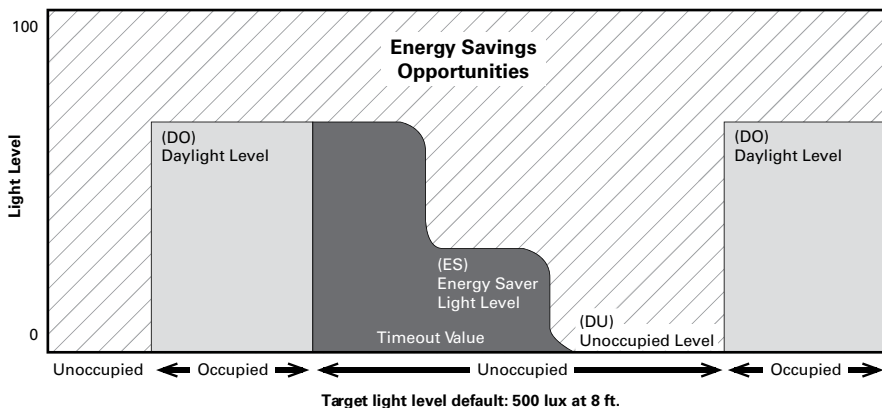 100
Energy Savings
Opportunities
(DO)
Daylight Level
(DO)
Daylight Level
Light Level
(ES)
Energy Saver
Light Level
Timeout Value
(DU)
Unoccupied Level
0
Unoccupied
Occupied
Unoccupied
Occupied
Target light level default: 500 lux at 8 ft.